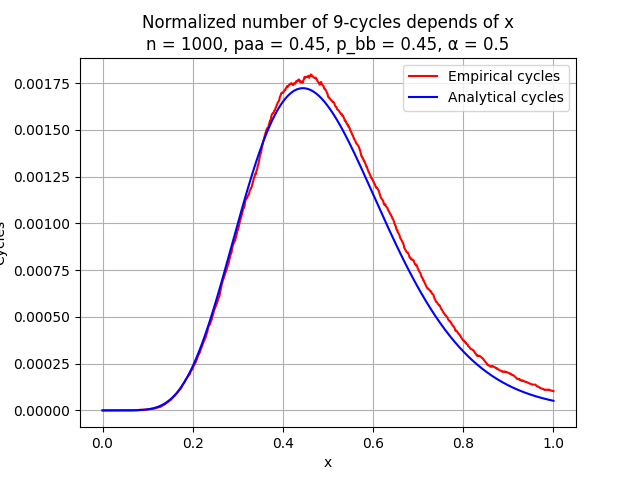 Normalized number of 9-cycles depends of x
n = 1000, paa = 0.45, p_bb = 0.45, α = 0.5
Empirical cycles
Analytical cycles
0.00175
0.00150
0.00125
0.00100
0.00075
0.00050
0.00025
0.00000
0.0 0.2 0.4 0.6 0.8 1.0
x